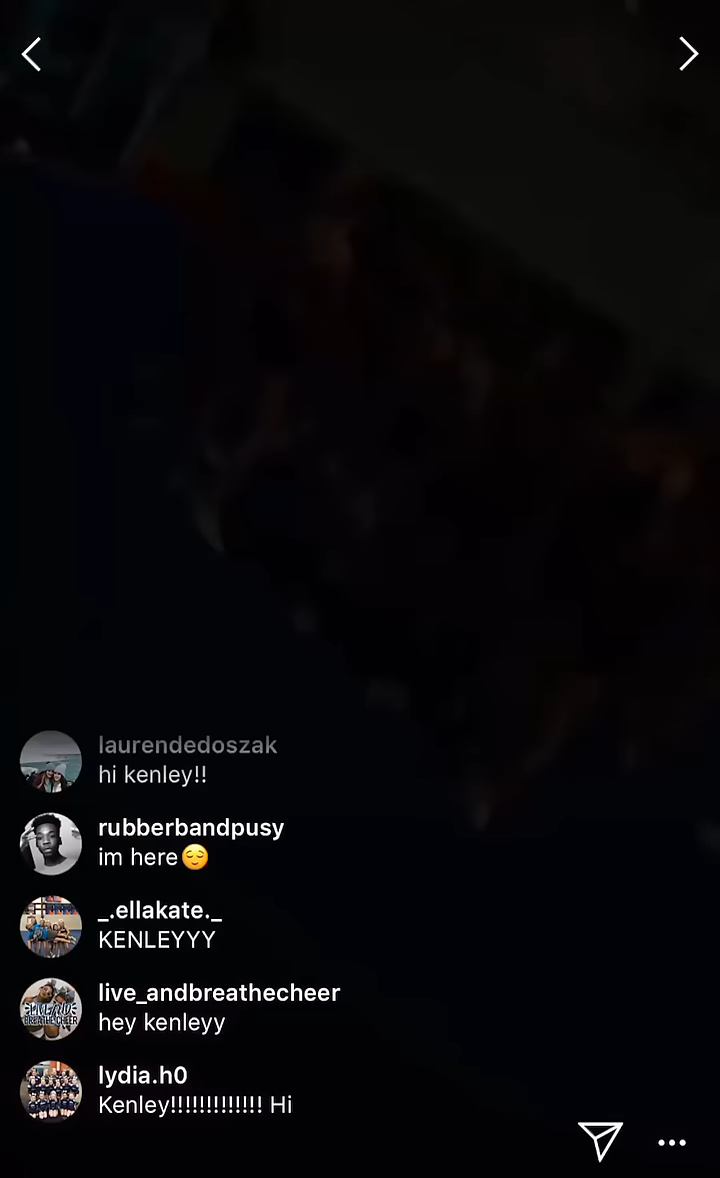 laurendedoszak
hi kenley!!
rubberbandpusy
im here😌
_.ellakate._
KENLEYYY
live_andbreathecheer
hey kenleyy
lydia.h0
Kenley!!!!!!!!!!!!! Hi